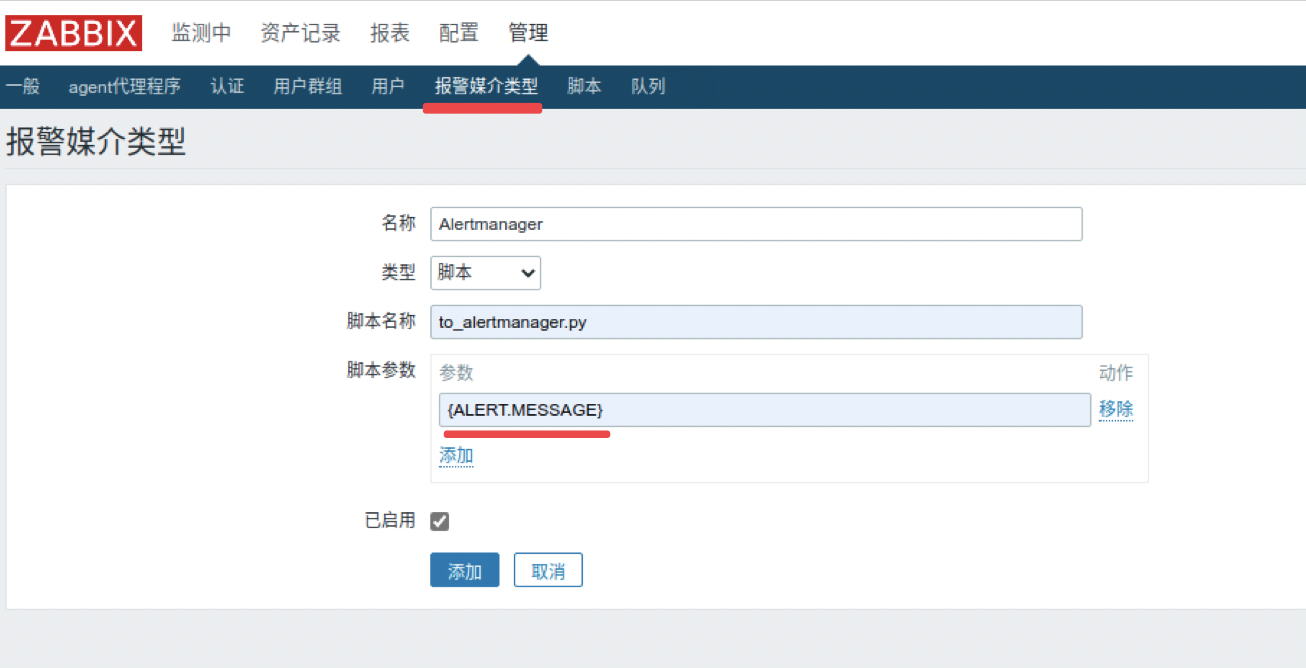 ZABBIX 监测中 资产记录 报表 配置 管理
一般 agent代理程序 认证 用户群组 用户 报警媒介类型 脚本 队列
报警媒介类型
名称 Alertmanager
类型 脚本
脚本名称 to_alertmanager.py
脚本参数 参数 动作
{ALERT.MESSAGE} 移除
添加
已启用
添加 取消